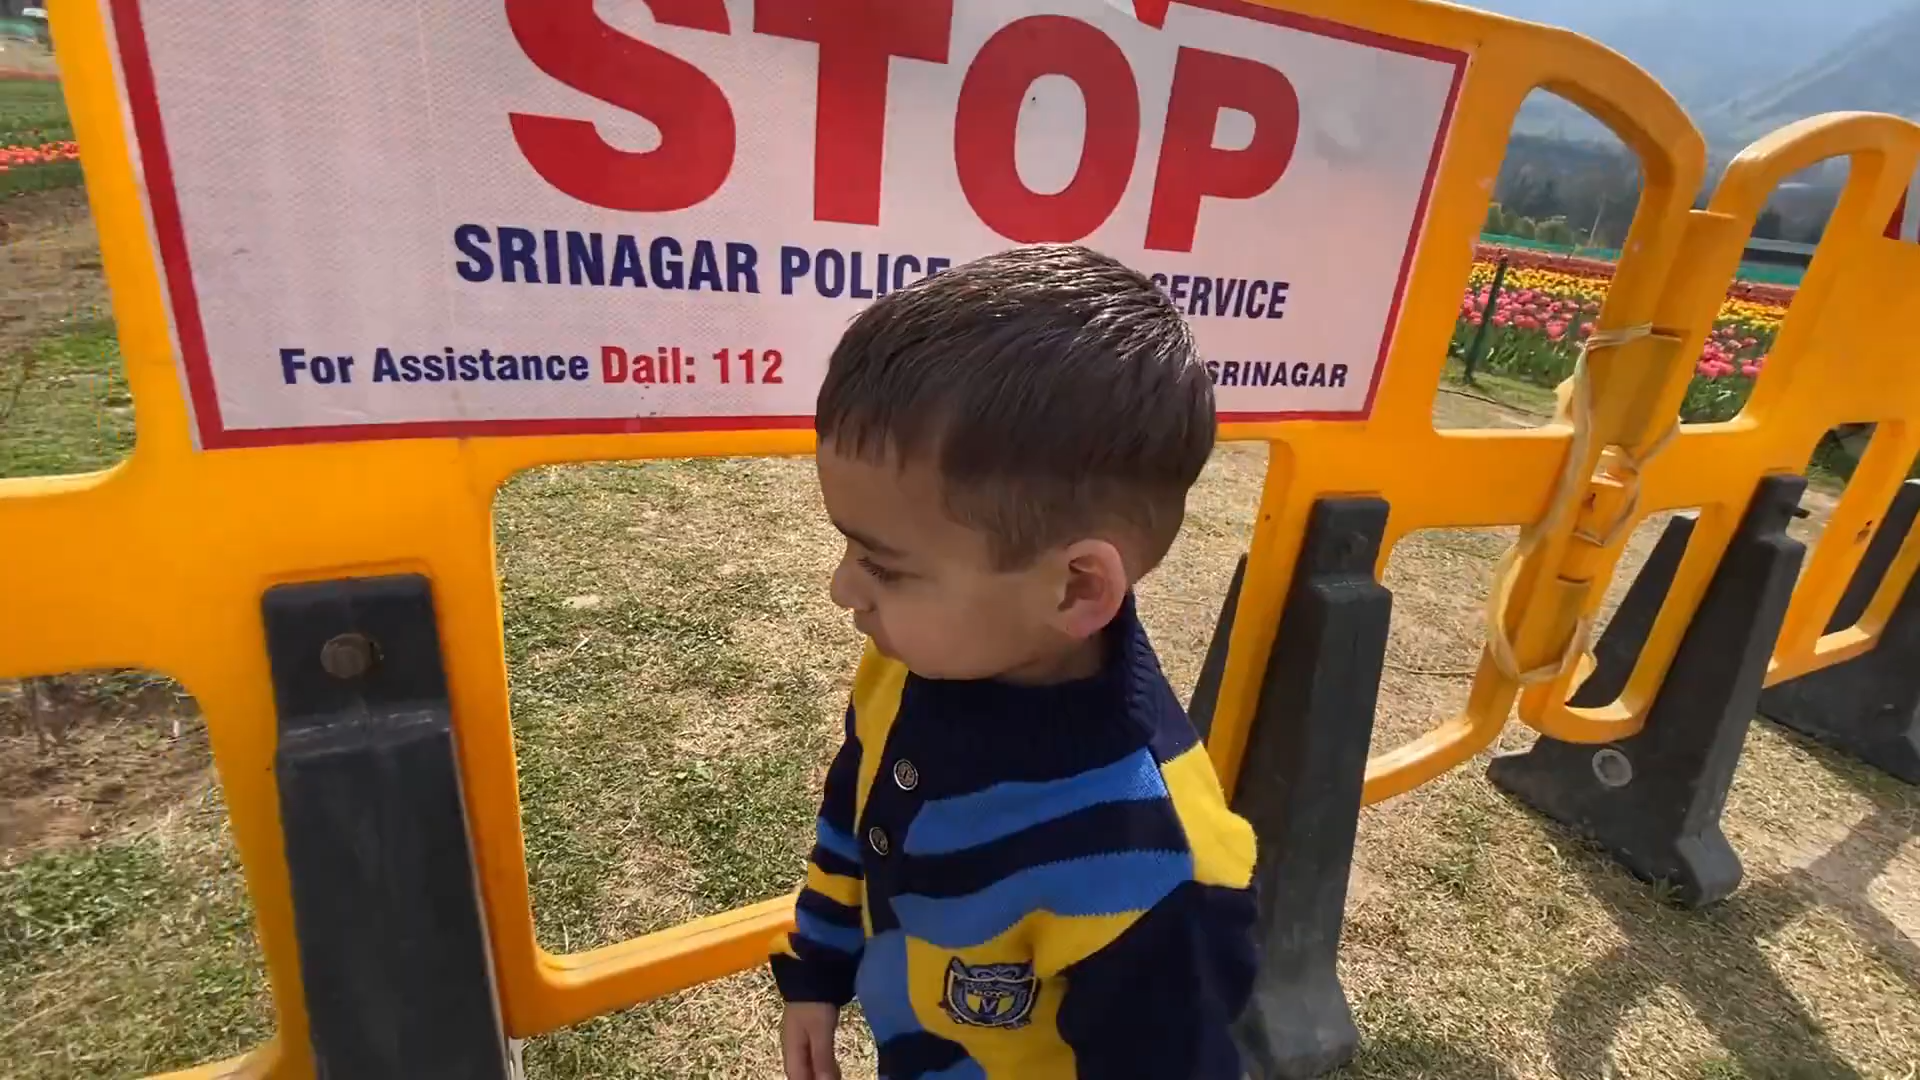 STOP
SRINAGAR POLICE SERVICE
For Assistance Dail: 112 SRINAGAR